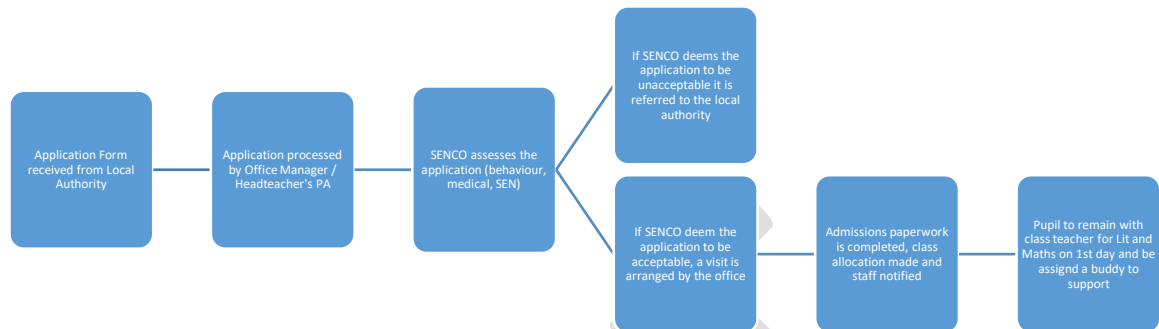 Application Form
received from Local
Authority
Application processed
by Office Manager /
Headteacher's PA
SENCO assesses the
application (behaviour,
medical, SEN)
If SENCO deems the
application to be
unacceptable it is
referred to the local
authority
If SENCO deem the
application to be
acceptable, a visit is
arranged by the office
Admissions paperwork
is completed, class
allocation made and
staff notified
Pupil to remain with
class teacher for Lit and
Maths on 1st day and be
assignd a buddy to
support